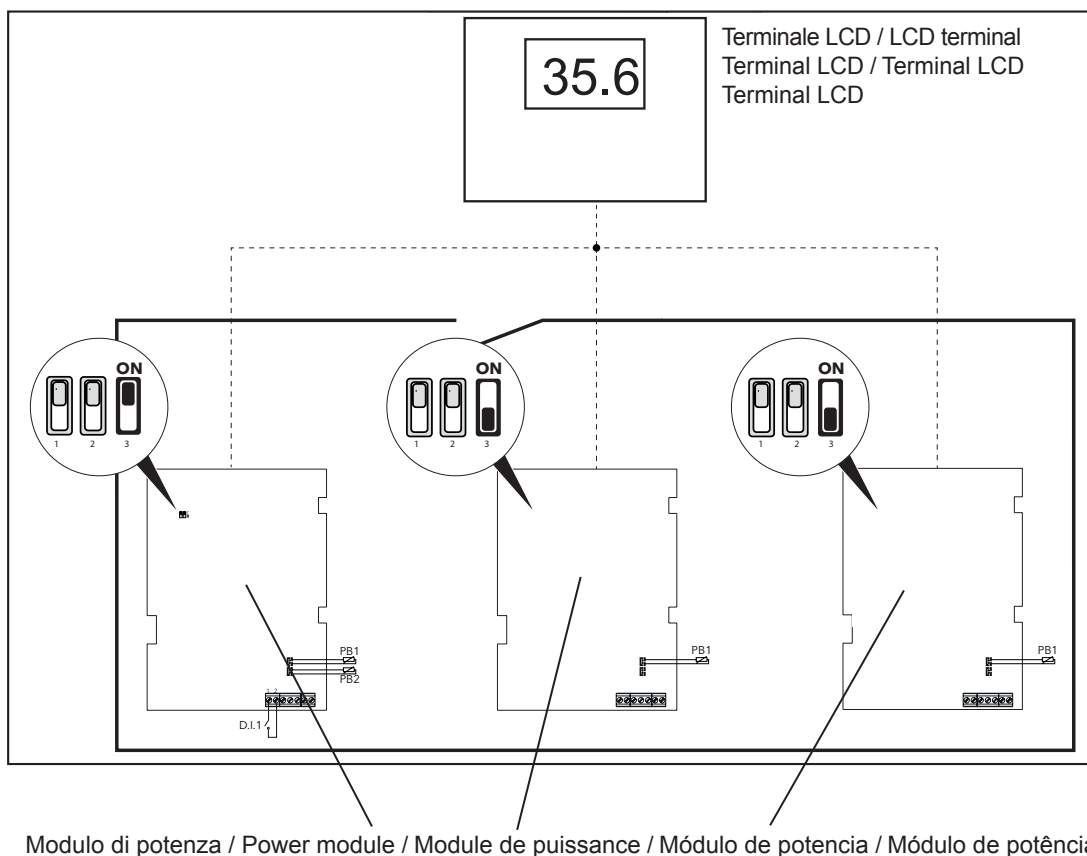 Terminale LCD / LCD terminal
Terminal LCD / Terminal LCD
Terminal LCD
35.6
ON
1 2 3
ON
1 2 3
ON
1 2 3
PB1
PB2
1 2
D.I.1
PB1
PB1
Modulo di potenza / Power module / Module de puissance / Módulo de potencia / Módulo de potência